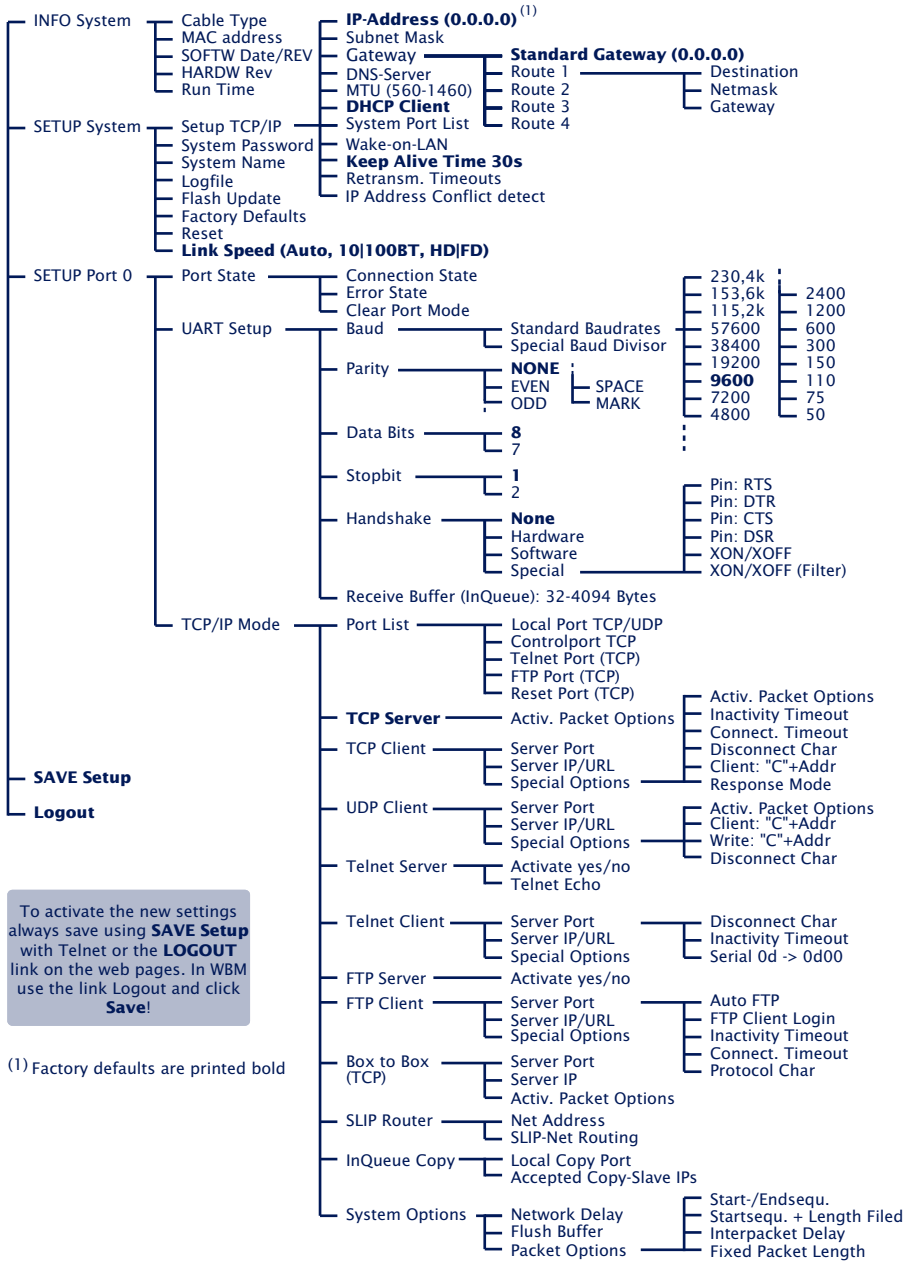 INFO System
Cable Type
MAC address
SOFTW Date/REV
HARDW Rev
Run Time
SETUP System
Setup TCP/IP
IP-Address (0.0.0.0) (1)
Subnet Mask
Gateway
Standard Gateway (0.0.0.0)
Route 1
Destination
Netmask
Gateway
Route 2
Route 3
Route 4
DNS-Server
MTU (560-1460)
DHCP Client
System Port List
Wake-on-LAN
Keep Alive Time 30s
Retransm. Timeouts
IP Address Conflict detect
System Password
System Name
Logfile
Flash Update
Factory Defaults
Reset
Link Speed (Auto, 10|100BT, HD|FD)
SETUP Port 0
Port State
Connection State
Error State
Clear Port Mode
UART Setup
Baud
Standard Baudrates
230,4k
153,6k
115,2k
57600
38400
19200
9600
7200
4800
2400
1200
600
300
150
110
75
50
Special Baud Divisor
Parity
NONE
EVEN
ODD
SPACE
MARK
Data Bits
8
7
Stopbit
1
2
Handshake
None
Hardware
Software
Special
Pin: RTS
Pin: DTR
Pin: CTS
Pin: DSR
XON/XOFF
XON/XOFF (Filter)
Receive Buffer (InQueue): 32-4094 Bytes
TCP/IP Mode
Port List
Local Port TCP/UDP
Controlport TCP
Telnet Port (TCP)
FTP Port (TCP)
Reset Port (TCP)
TCP Server
Activ. Packet Options
TCP Client
Server Port
Server IP/URL
Special Options
Activ. Packet Options
Inactivity Timeout
Connect. Timeout
Disconnect Char
Client: "C"+Addr
Response Mode
UDP Client
Server Port
Server IP/URL
Special Options
Activ. Packet Options
Client: "C"+Addr
Write: "C"+Addr
Disconnect Char
Telnet Server
Activate yes/no
Telnet Echo
Telnet Client
Server Port
Server IP/URL
Special Options
Disconnect Char
Inactivity Timeout
Serial 0d -> 0d00
FTP Server
Activate yes/no
FTP Client
Server Port
Server IP/URL
Special Options
Auto FTP
FTP Client Login
Inactivity Timeout
Connect. Timeout
Protocol Char
Box to Box
(TCP)
Server Port
Server IP
Activ. Packet Options
SLIP Router
Net Address
SLIP-Net Routing
InQueue Copy
Local Copy Port
Accepted Copy-Slave IPs
System Options
Network Delay
Flush Buffer
Packet Options
Start-/Endsequ.
Startsequ. + Length Filed
Interpacket Delay
Fixed Packet Length
SAVE Setup
Logout
To activate the new settings
always save using SAVE Setup
with Telnet or the LOGOUT
link on the web pages. In WBM
use the link Logout and click
Save!
(1) Factory defaults are printed bold